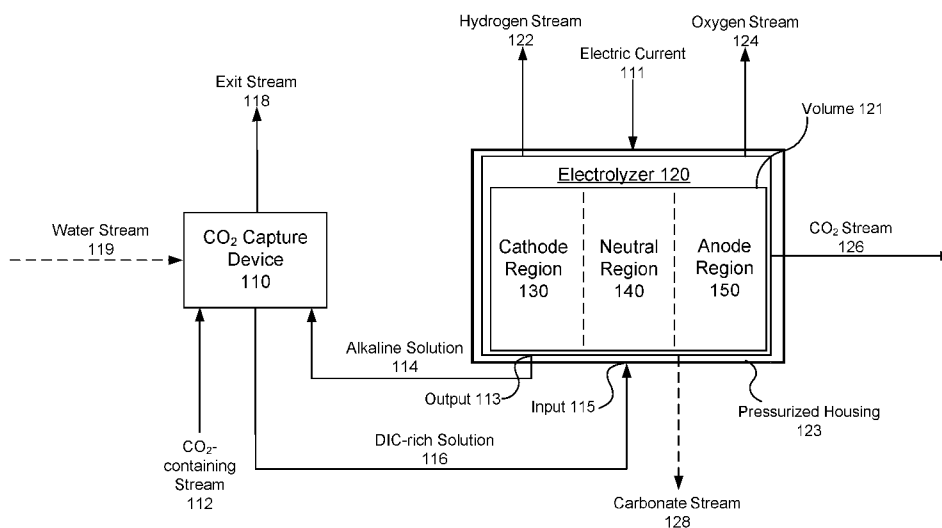 Hydrogen Stream
122
Oxygen Stream
124
Electric Current
111
Exit Stream
118
Volume 121
Electrolyzer 120
Water Stream
119
CO₂ Capture
Device
110
Cathode
Region
130
Neutral
Region
140
Anode
Region
150
CO₂ Stream
126
Alkaline Solution
114
Output 113
Input 115
Pressurized Housing
123
DIC-rich Solution
116
CO₂-
containing
Stream
112
Carbonate Stream
128